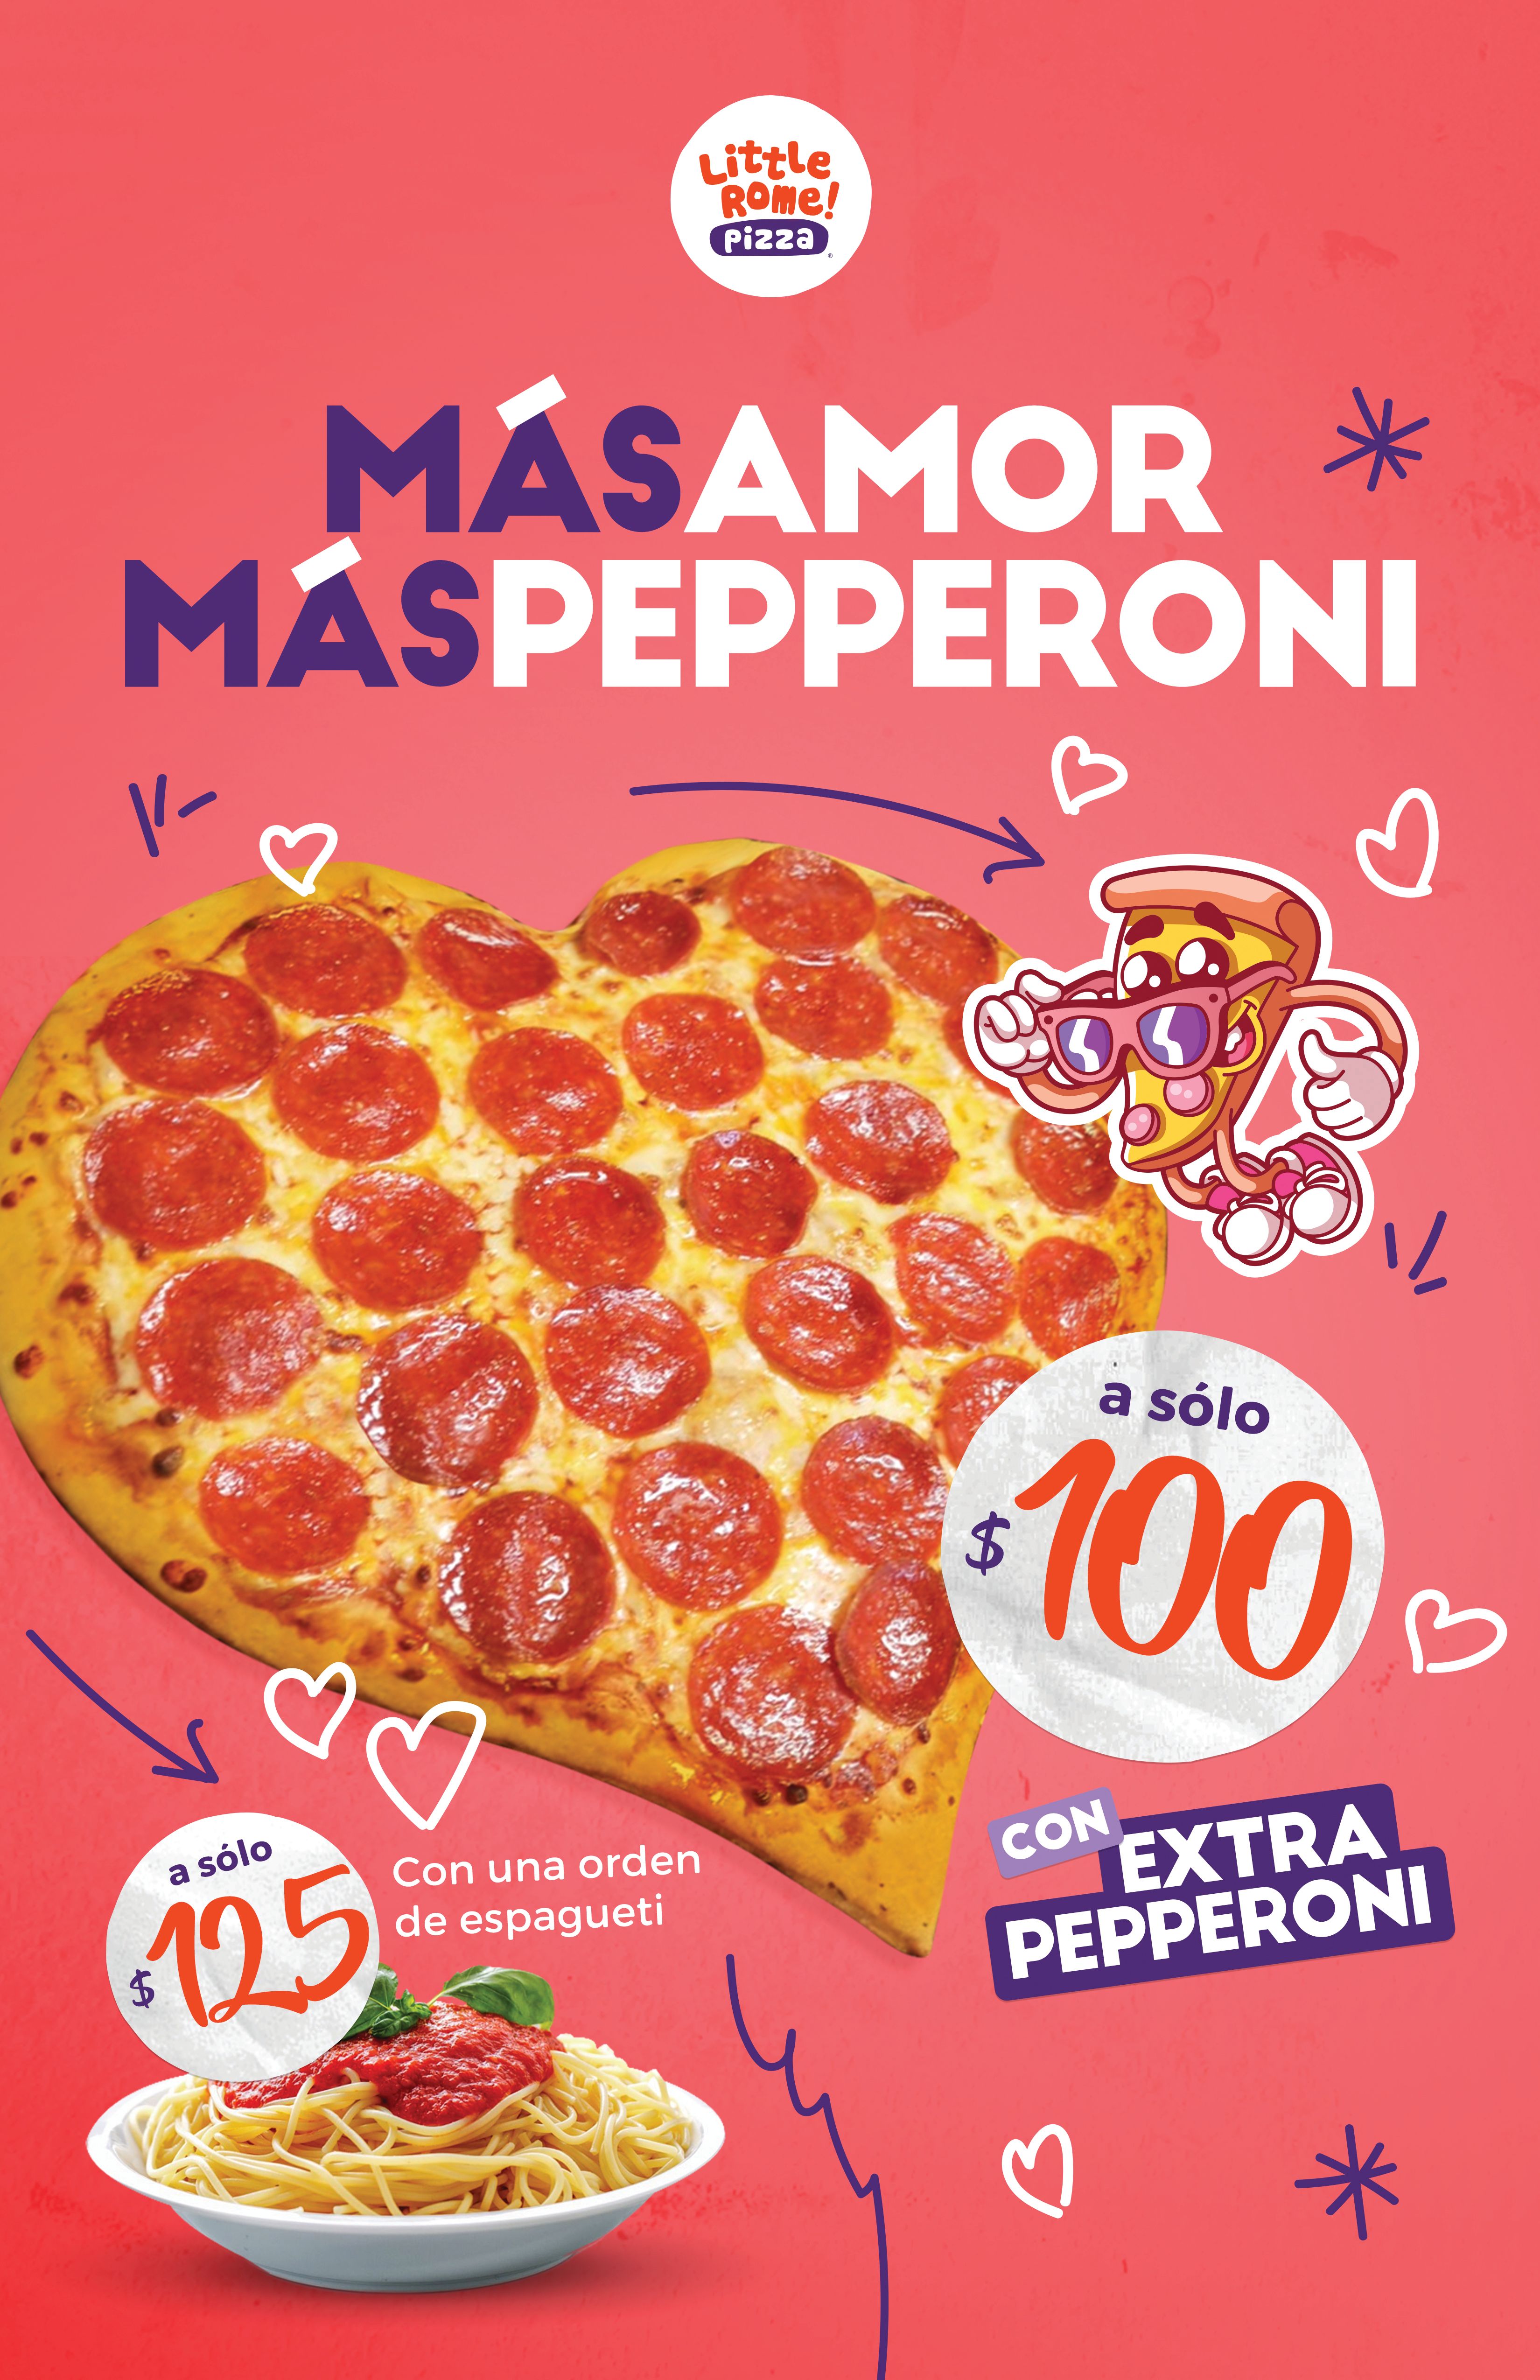 Little
Rome!
pizza
MÁSAMOR
MÁSPEPPERONI
a sólo
$100
CON
EXTRA
PEPPERONI
a sólo
$125
Con una orden
de espagueti